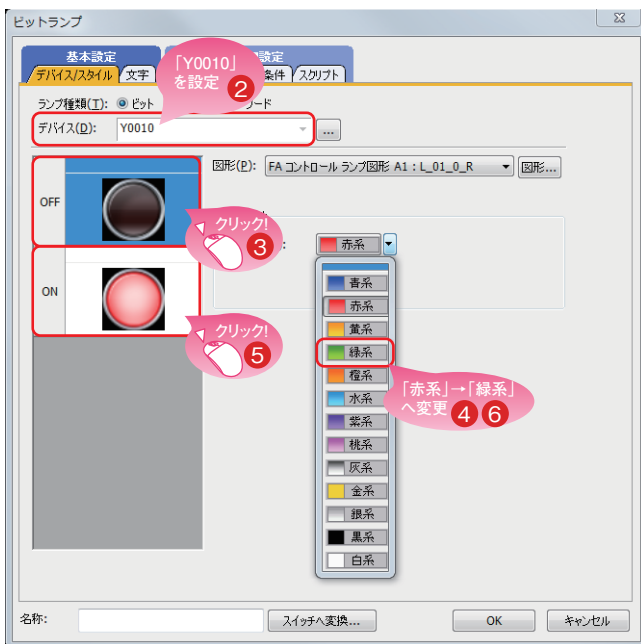 ビットランプ
基本設定
設定
デバイス/スタイル 文字 条件 スクリプト
「Y0010」
を設定 2
ランプ種類(T): ビット ワード
デバイス(D): Y0010 ...
図形(P): FA コントロール ランプ図形 A1 : L_01_0_R 図形...
OFF
クリック!
3
: 赤系
ON
クリック!
5
青系
赤系
黄系
緑系
橙系
水系
紫系
桃系
灰系
金系
銀系
黒系
白系
「赤系」→「緑系」
へ変更 4 6
名称: スイッチへ変換... OK キャンセル